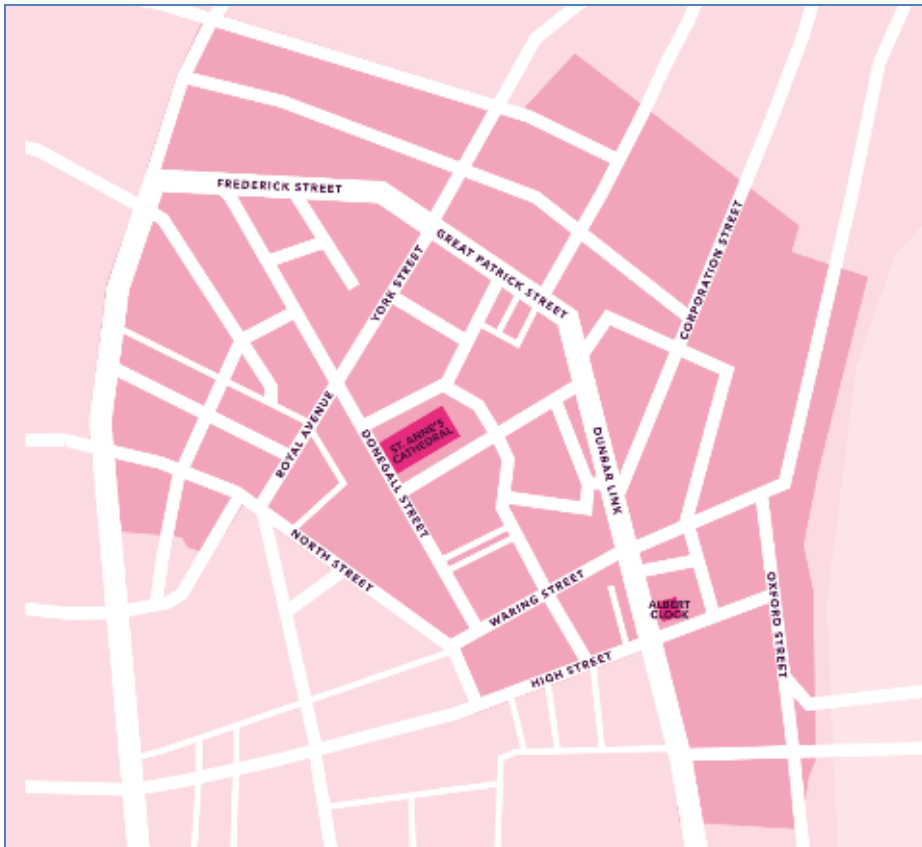 FREDERICK STREET
GREAT PATRICK STREET
CORPORATION STREET
YORK STREET
ROYAL AVENUE
DONEGALL STREET
ST. ANNE'S
CATHEDRAL
DUNBAR LINK
NORTH STREET
WARING STREET
ALBERT
CLOCK
OXFORD STREET
HIGH STREET